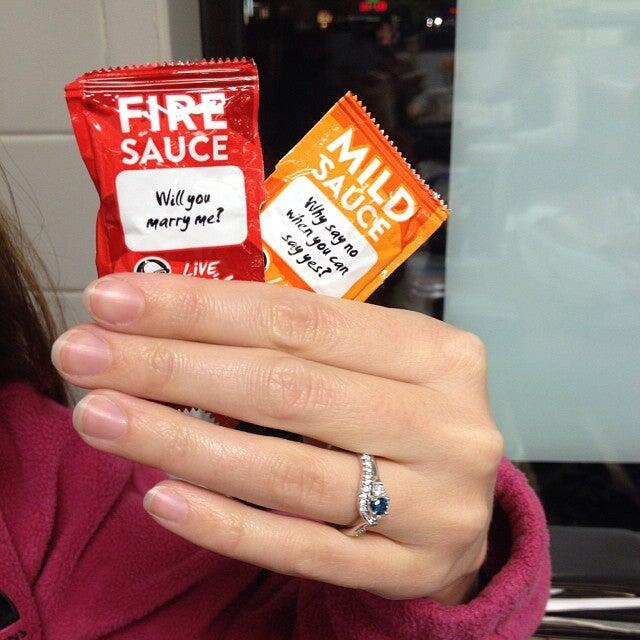 FIRE
SAUCE
Will you
marry me?
LIVE
MILD
SAUCE
Why say no
when you can
say yes?